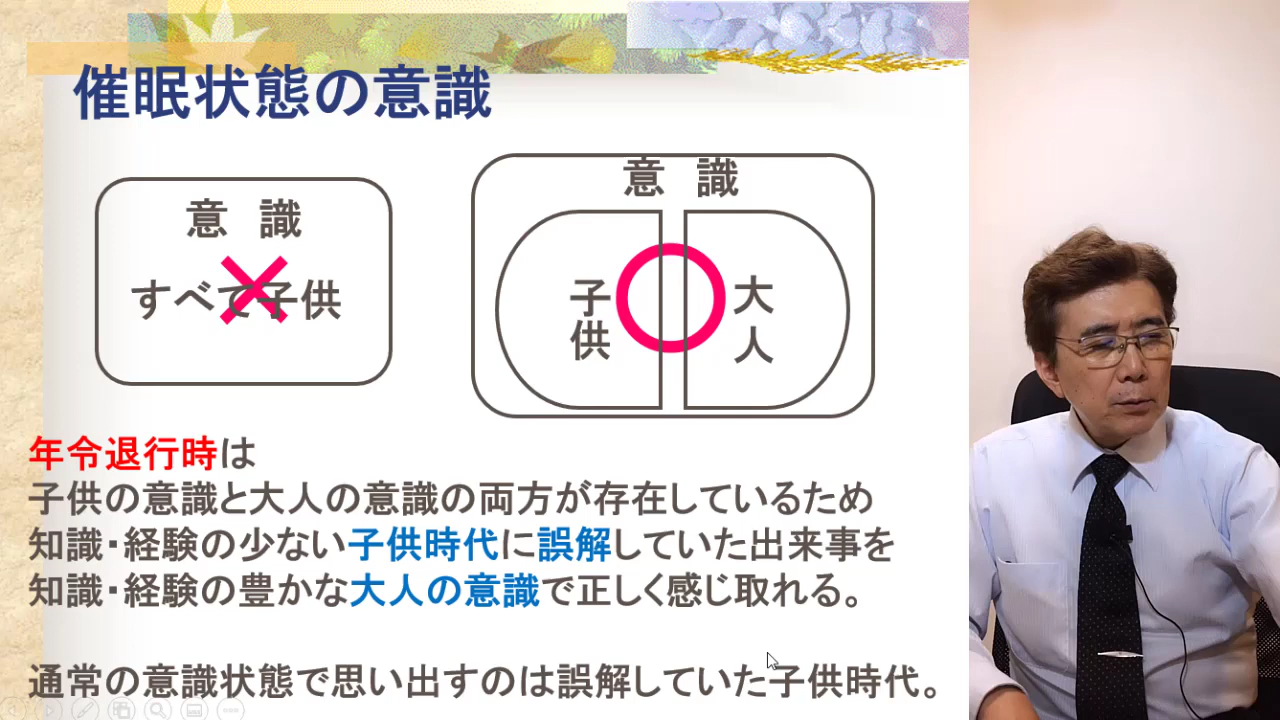 催眠状態の意識
意 識
すべて子供
意 識
子供
大人
年令退行時は
子供の意識と大人の意識の両方が存在しているため
知識・経験の少ない子供時代に誤解していた出来事を
知識・経験の豊かな大人の意識で正しく感じ取れる。
通常の意識状態で思い出すのは誤解していた子供時代。